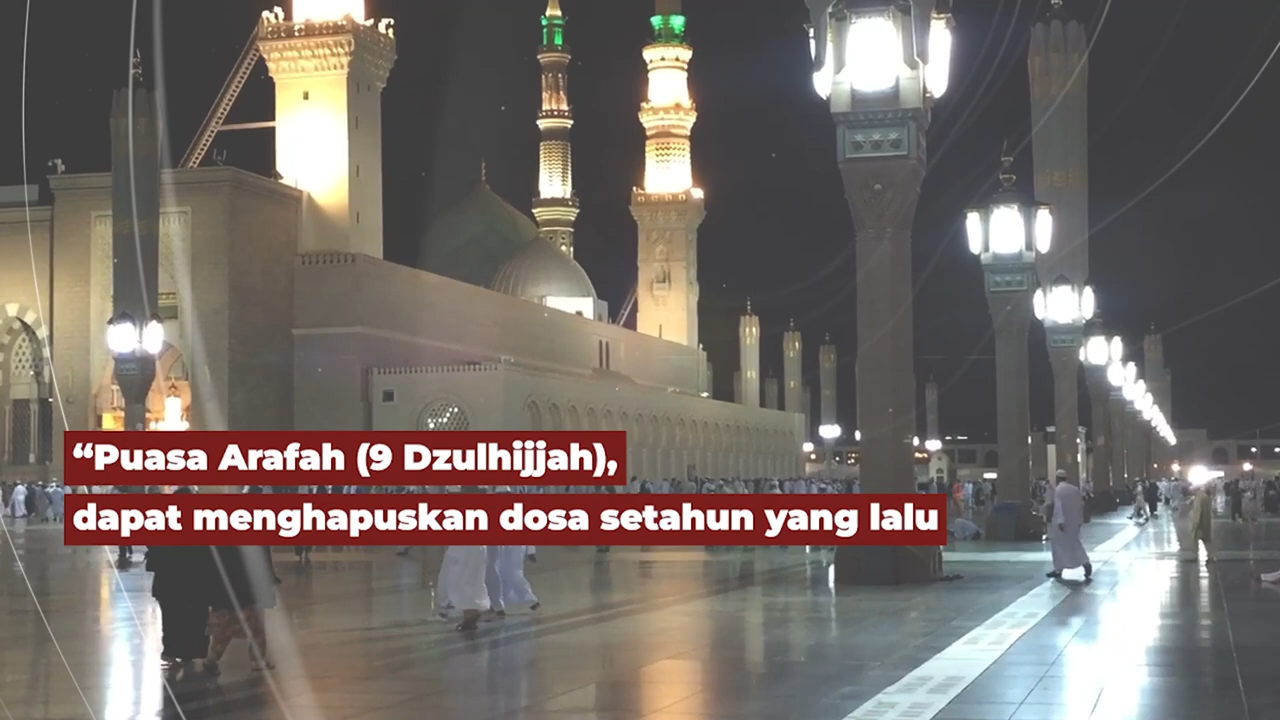 “Puasa Arafah (9 Dzulhijjah),
dapat menghapuskan dosa setahun yang lalu